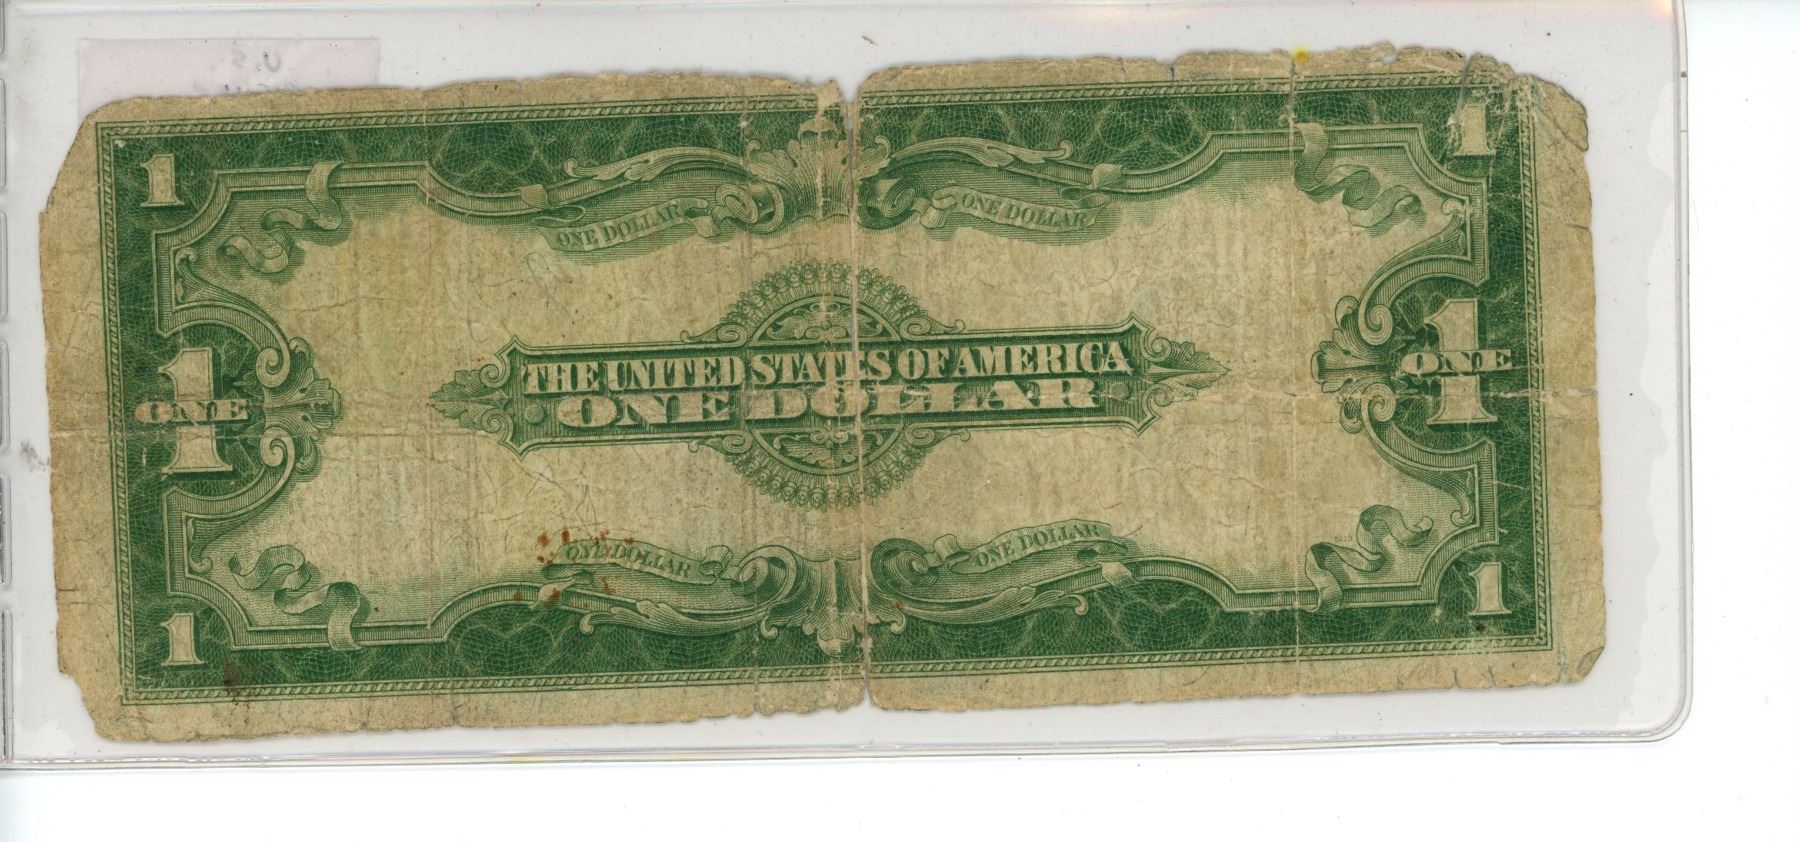 U.S
1 1
ONE DOLLAR ONE DOLLAR
THE UNITED STATES OF AMERICA
ONE DOLLAR
1 ONE 1 ONE
ONE DOLLAR ONE DOLLAR
1 1